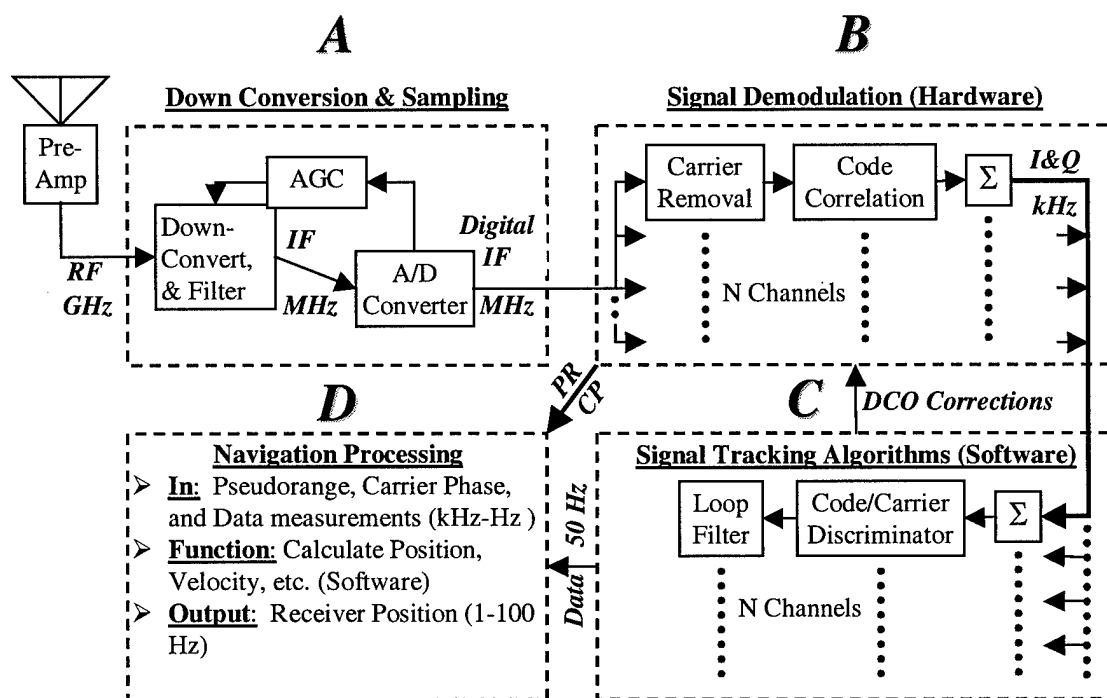 A
Down Conversion & Sampling
Pre-
Amp
RF
GHz
AGC
Down-
Convert,
& Filter
IF
MHz
A/D
Converter
Digital
IF
MHz
B
Signal Demodulation (Hardware)
Carrier
Removal
Code
Correlation
Σ
I&Q
kHz
N Channels
PR
CP
DCO Corrections
C
Signal Tracking Algorithms (Software)
Loop
Filter
Code/Carrier
Discriminator
Σ
N Channels
Data 50 Hz
D
Navigation Processing
➢ In: Pseudorange, Carrier Phase,
and Data measurements (kHz-Hz )
➢ Function: Calculate Position,
Velocity, etc. (Software)
➢ Output: Receiver Position (1-100
Hz)